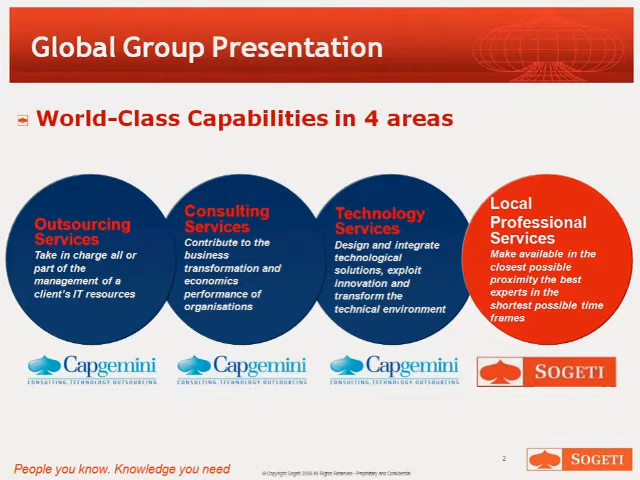 Global Group Presentation
World-Class Capabilities in 4 areas
Outsourcing
Services
Take in charge all or
part of the
management of a
client's IT resources
Consulting
Services
Contribute to the
business
transformation and
economics
performance of
organisations
Technology
Services
Design and integrate
technological
solutions, exploit
innovation and
transform the
technical environment
Local
Professional
Services
Make available in the
closest possible
proximity the best
experts in the
shortest possible time
frames
Capgemini
CONSULTING.TECHNOLOGY.OUTSOURCING
Capgemini
CONSULTING.TECHNOLOGY.OUTSOURCING
Capgemini
CONSULTING.TECHNOLOGY.OUTSOURCING
SOGETI
People you know. Knowledge you need
© Copyright Sogeti 2008 All Rights Reserved - Proprietary and Confidential
2
SOGETI